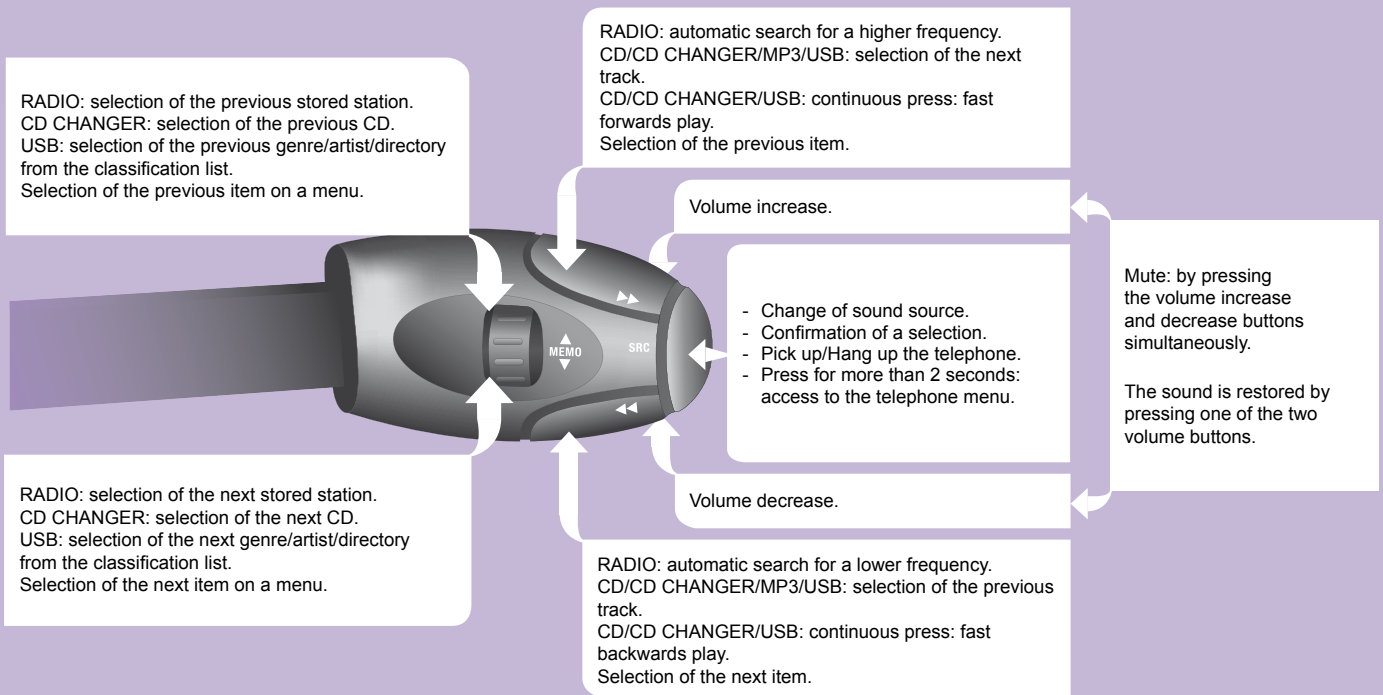 RADIO: selection of the previous stored station.
CD CHANGER: selection of the previous CD.
USB: selection of the previous genre/artist/directory
from the classification list.
Selection of the previous item on a menu.
RADIO: automatic search for a higher frequency.
CD/CD CHANGER/MP3/USB: selection of the next
track.
CD/CD CHANGER/USB: continuous press: fast
forwards play.
Selection of the previous item.
Volume increase.
- Change of sound source.
- Confirmation of a selection.
- Pick up/Hang up the telephone.
- Press for more than 2 seconds:
access to the telephone menu.
Mute: by pressing
the volume increase
and decrease buttons
simultaneously.
The sound is restored by
pressing one of the two
volume buttons.
MEMO
SRC
Volume decrease.
RADIO: selection of the next stored station.
CD CHANGER: selection of the next CD.
USB: selection of the next genre/artist/directory
from the classification list.
Selection of the next item on a menu.
RADIO: automatic search for a lower frequency.
CD/CD CHANGER/MP3/USB: selection of the previous
track.
CD/CD CHANGER/USB: continuous press: fast
backwards play.
Selection of the next item.